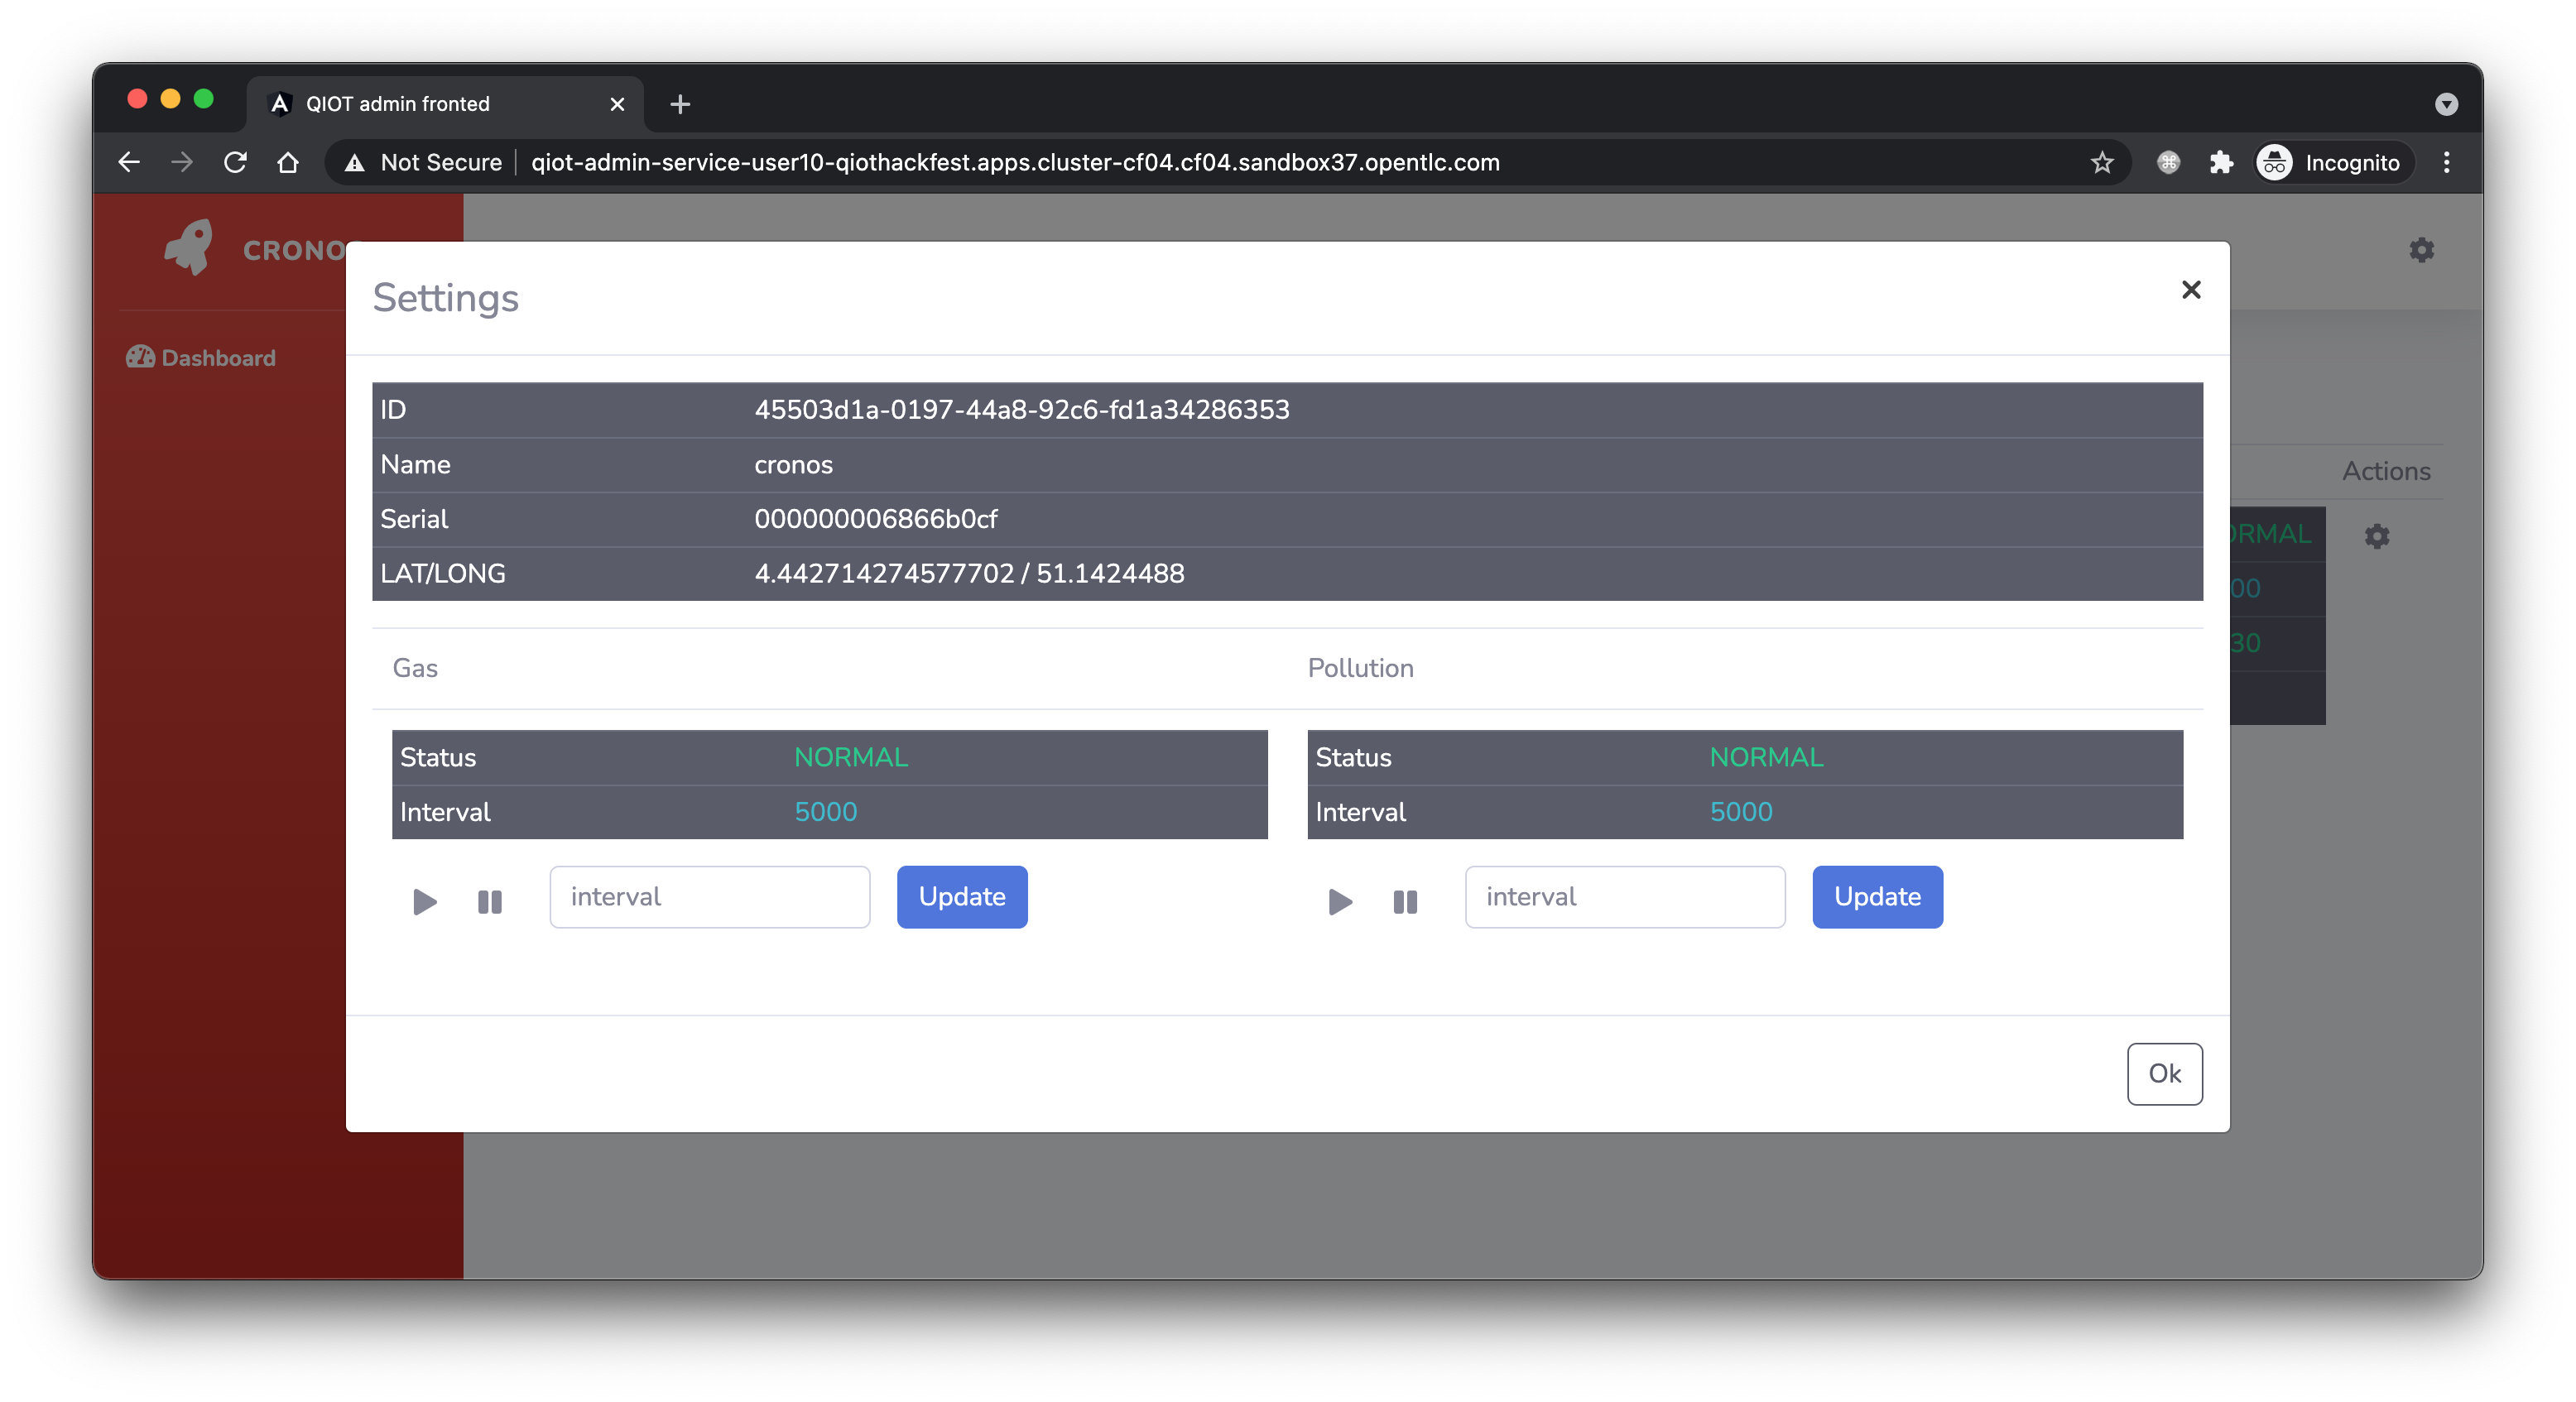 QIOT admin fronted
Not Secure qiot-admin-service-user10-qiothackfest.apps.cluster-cf04.cf04.sandbox37.opentlc.com Incognito
CRONO
Settings
Dashboard
ID 45503d1a-0197-44a8-92c6-fd1a34286353
Name cronos
Actions
Serial 000000006866b0cf
ORMAL
LAT/LONG 4.442714274577702 / 51.1424488
00
30
Gas Pollution
Status NORMAL Status NORMAL
Interval 5000 Interval 5000
interval Update interval Update
Ok